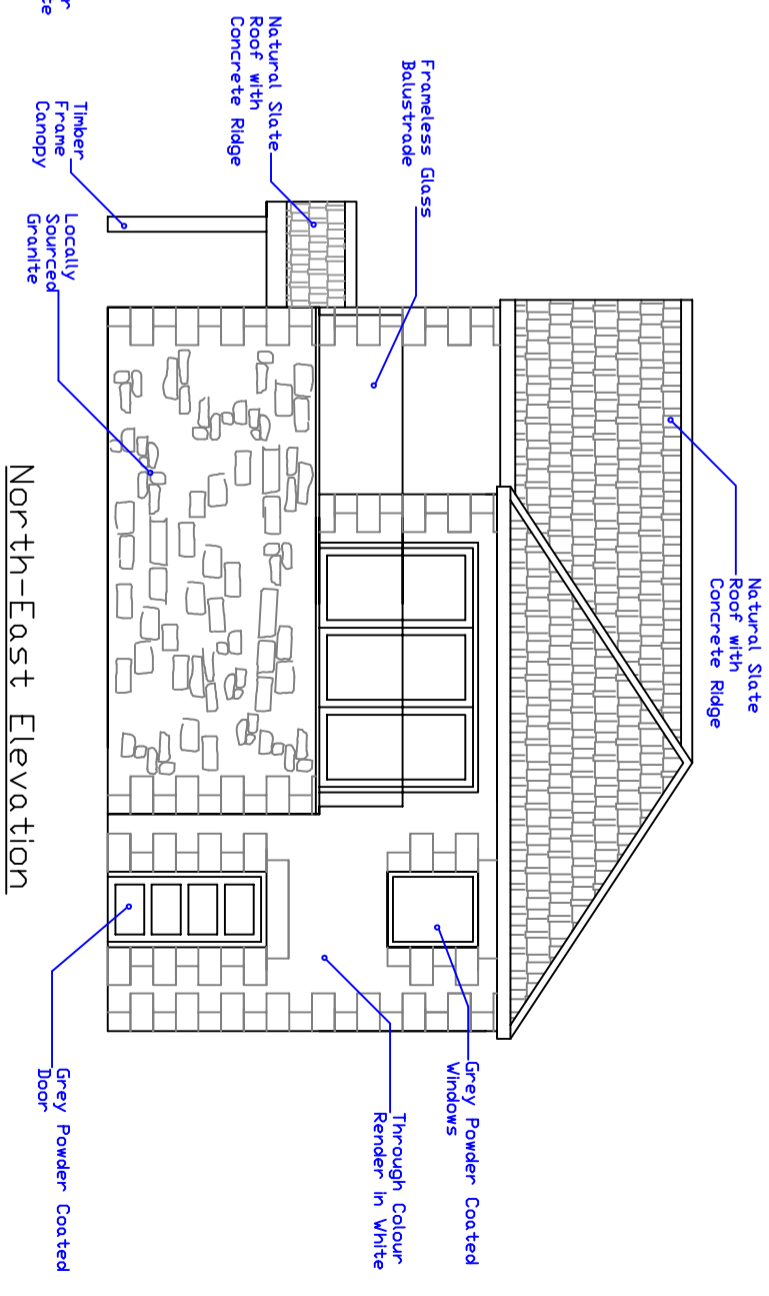 Natural Slate
Roof with
Concrete Ridge
Frameless Glass
Balustrade
Natural Slate
Roof with
Concrete Ridge
Timber
Frame
Canopy
Locally
Sourced
Granite
Grey Powder Coated
Windows
Through Colour
Render in White
Grey Powder Coated
Door
North-East Elevation